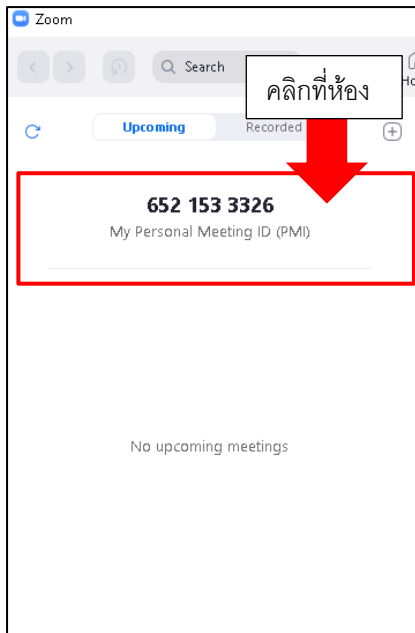 Zoom
Search
คลิกที่ห้อง
Upcoming
Recorded
652 153 3326
My Personal Meeting ID (PMI)
No upcoming meetings